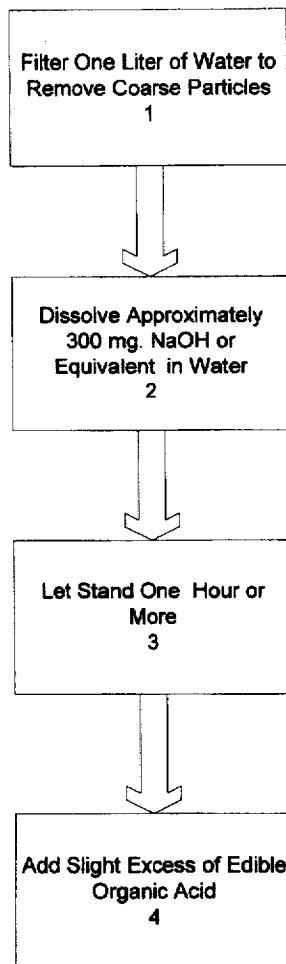 Filter One Liter of Water to
Remove Coarse Particles
1
Dissolve Approximately
300 mg. NaOH or
Equivalent in Water
2
Let Stand One Hour or
More
3
Add Slight Excess of Edible
Organic Acid
4